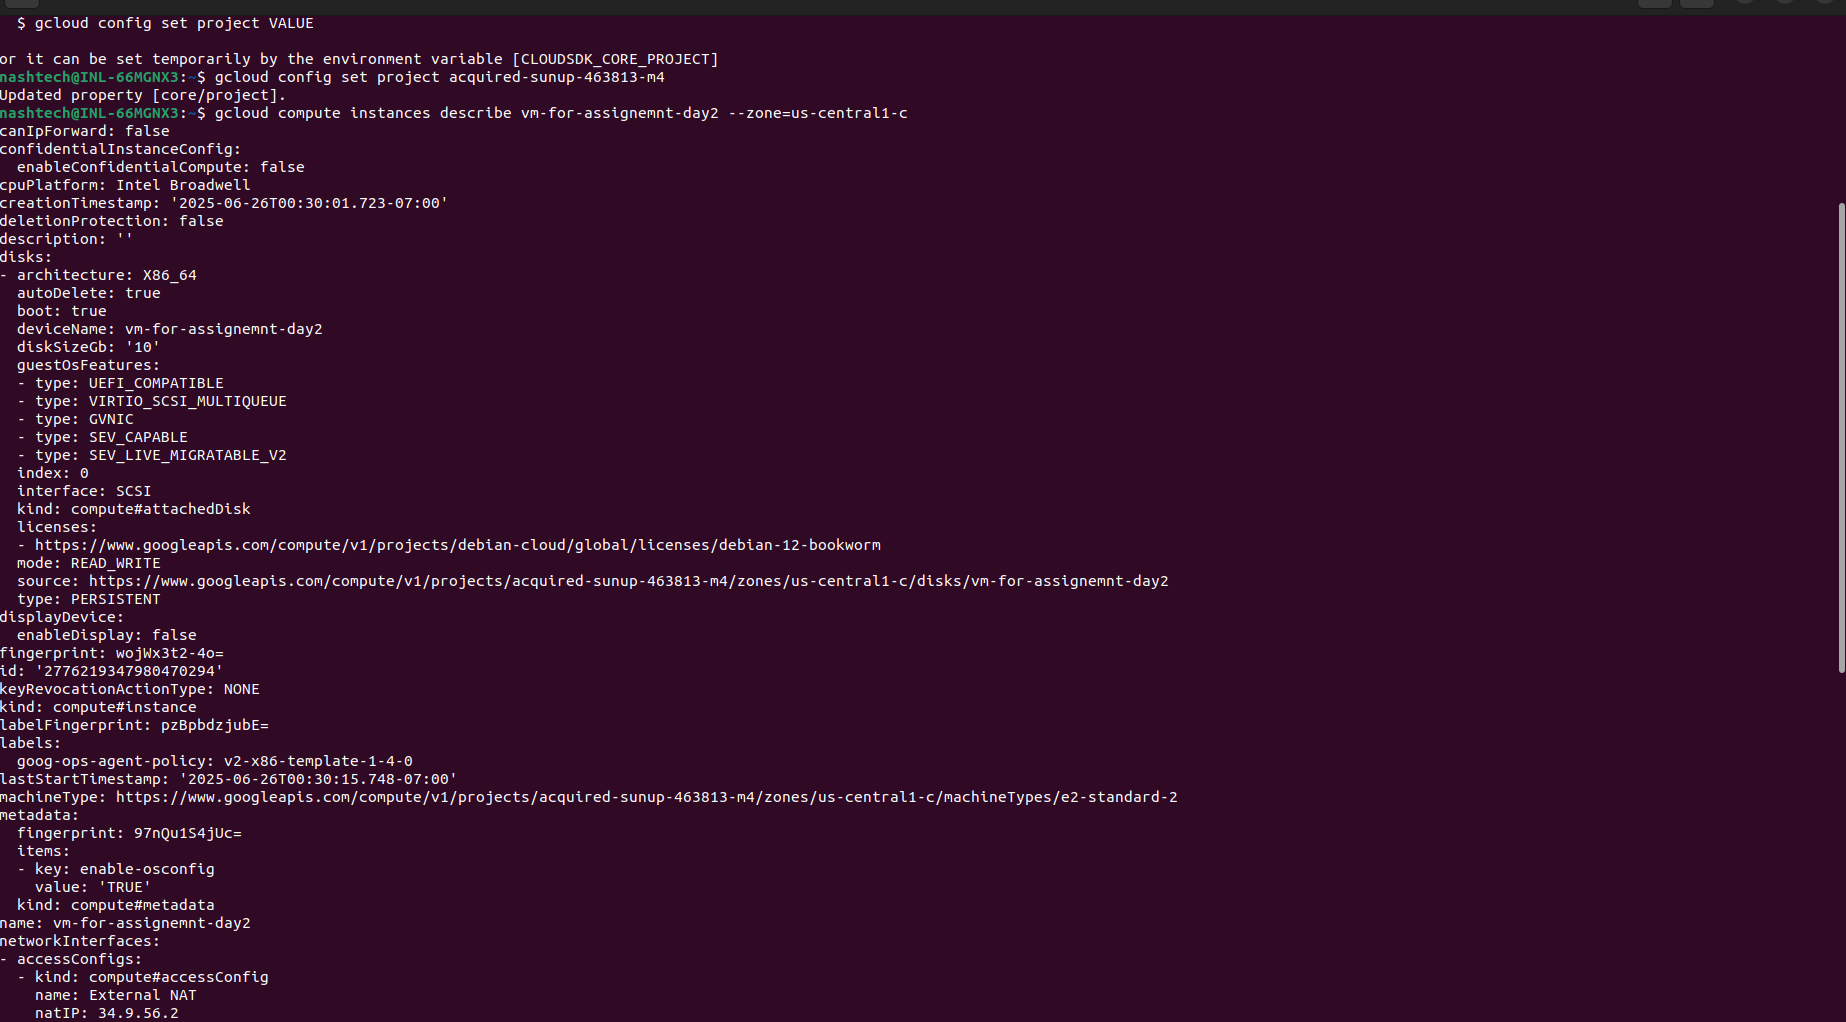 $ gcloud config set project VALUE
or it can be set temporarily by the environment variable [CLOUDSDK_CORE_PROJECT]
nashtech@INL-66MGNX3:~$ gcloud config set project acquired-sunup-463813-m4
Updated property [core/project].
nashtech@INL-66MGNX3:~$ gcloud compute instances describe vm-for-assignemnt-day2 --zone=us-central1-c
canIpForward: false
confidentialInstanceConfig:
  enableConfidentialCompute: false
cpuPlatform: Intel Broadwell
creationTimestamp: '2025-06-26T00:30:01.723-07:00'
deletionProtection: false
description: ''
disks:
- architecture: X86_64
  autoDelete: true
  boot: true
  deviceName: vm-for-assignemnt-day2
  diskSizeGb: '10'
  guestOsFeatures:
  - type: UEFI_COMPATIBLE
  - type: VIRTIO_SCSI_MULTIQUEUE
  - type: GVNIC
  - type: SEV_CAPABLE
  - type: SEV_LIVE_MIGRATABLE_V2
  index: 0
  interface: SCSI
  kind: compute#attachedDisk
  licenses:
  - https://www.googleapis.com/compute/v1/projects/debian-cloud/global/licenses/debian-12-bookworm
  mode: READ_WRITE
  source: https://www.googleapis.com/compute/v1/projects/acquired-sunup-463813-m4/zones/us-central1-c/disks/vm-for-assignemnt-day2
  type: PERSISTENT
displayDevice:
  enableDisplay: false
fingerprint: wojWx3t2-4o=
id: '2776219347980470294'
keyRevocationActionType: NONE
kind: compute#instance
labelFingerprint: pzBpbdzjubE=
labels:
  goog-ops-agent-policy: v2-x86-template-1-4-0
lastStartTimestamp: '2025-06-26T00:30:15.748-07:00'
machineType: https://www.googleapis.com/compute/v1/projects/acquired-sunup-463813-m4/zones/us-central1-c/machineTypes/e2-standard-2
metadata:
  fingerprint: 97nQu1S4jUc=
  items:
  - key: enable-osconfig
    value: 'TRUE'
  kind: compute#metadata
name: vm-for-assignemnt-day2
networkInterfaces:
- accessConfigs:
  - kind: compute#accessConfig
    name: External NAT
    natIP: 34.9.56.2